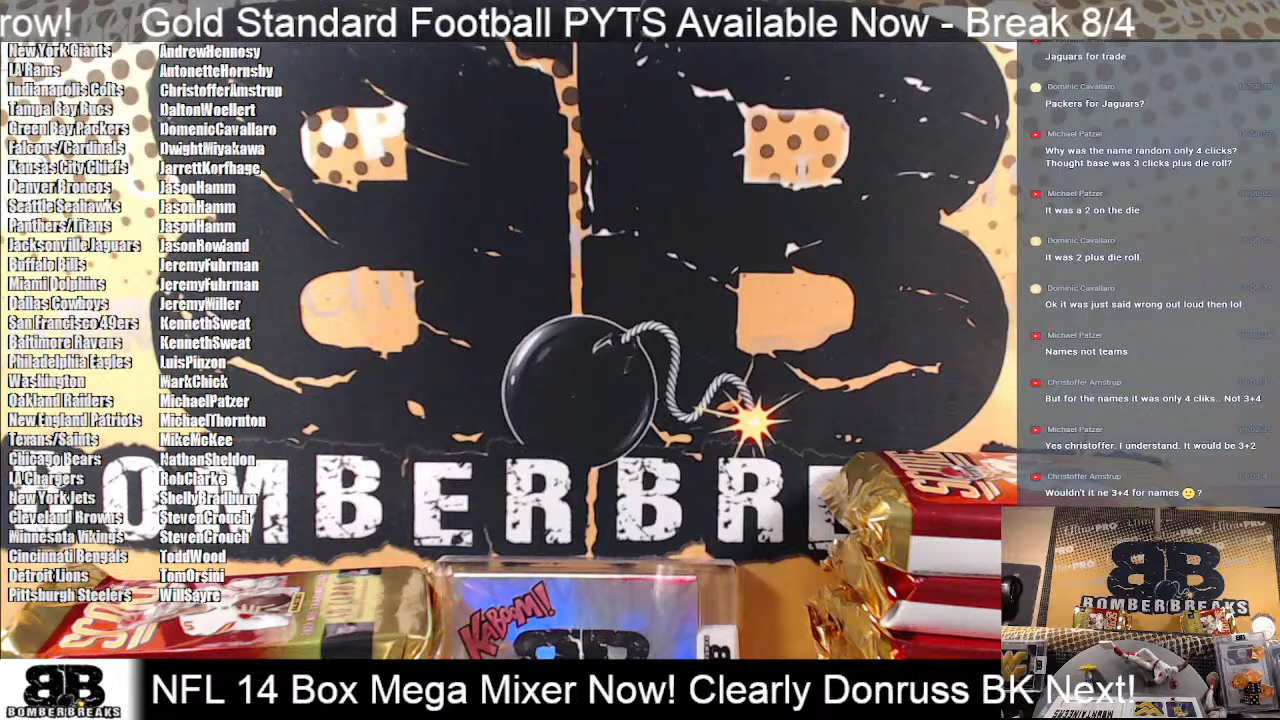 row! Gold Standard Football PYTS Available Now - Break 8/4
New York Giants AndrewHennosy
LA Rams AntonetteHornsby
Indianapolis Colts ChristofferArnstrup
Tampa Bay Bucs DaltonWoellert
Green Bay Packers DomenicCavallaro
Falcons/Cardinals DwightMiyakawa
Kansas City Chiefs JarrettKorfhage
Denver Broncos JasonHamm
Seattle Seahawks JasonHamm
Panthers/Titans JasonHamm
Jacksonville Jaguars JasonRowland
Buffalo Bills JeremyFuhrman
Miami Dolphins JeremyFuhrman
Dallas Cowboys JeremyMiller
San Francisco 49ers KennethSweat
Baltimore Ravens KennethSweat
Philadelphia Eagles LuisPinzon
Washington MarkChick
Oakland Raiders MichaelPatzer
New England Patriots MichaelThornton
Texans/Saints MikeMcKee
Chicago Bears NathanSheldon
LA Chargers RobClarke
New York Jets ShellyBradburn
Cleveland Browns StevenCrouch
Minnesota Vikings StevenCrouch
Cincinnati Bengals ToddWood
Detroit Lions TomOrsini
Pittsburgh Steelers WillSayre
Jaguars for trade
Dominic Cavallaro
Packers for Jaguars?
Michael Patzer
Why was the name random only 4 clicks?
Thought base was 3 clicks plus die roll?
Michael Patzer
It was a 2 on the die
Dominic Cavallaro
It was 2 plus die roll.
Dominic Cavallaro
Ok it was just said wrong out loud then lol
Michael Patzer
Names not teams
Christoffer Arnstrup
But for the names it was only 4 cliks.. Not 3+4
Michael Patzer
Yes christoffer. I understand. It would be 3+2
Christoffer Arnstrup
Wouldn't it ne 3+4 for names 🙂 ?
BOMBER BRE
KABOOM!
BB
BOMBERBREAKS
BB
BOMBERBREAKS
NFL 14 Box Mega Mixer Now! Clearly Donruss BK Next!